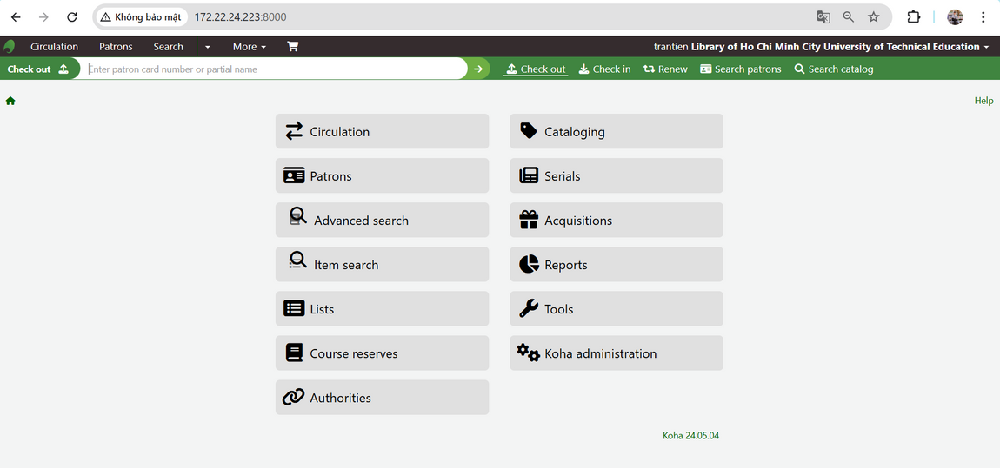 Không bảo mật 172.22.24.223:8000
Circulation Patrons Search More trantien Library of Ho Chi Minh City University of Technical Education
Check out Enter patron card number or partial name Check out Check in Renew Search patrons Search catalog
Help
Circulation Cataloging
Patrons Serials
Advanced search Acquisitions
Item search Reports
Lists Tools
Course reserves Koha administration
Authorities
Koha 24.05.04